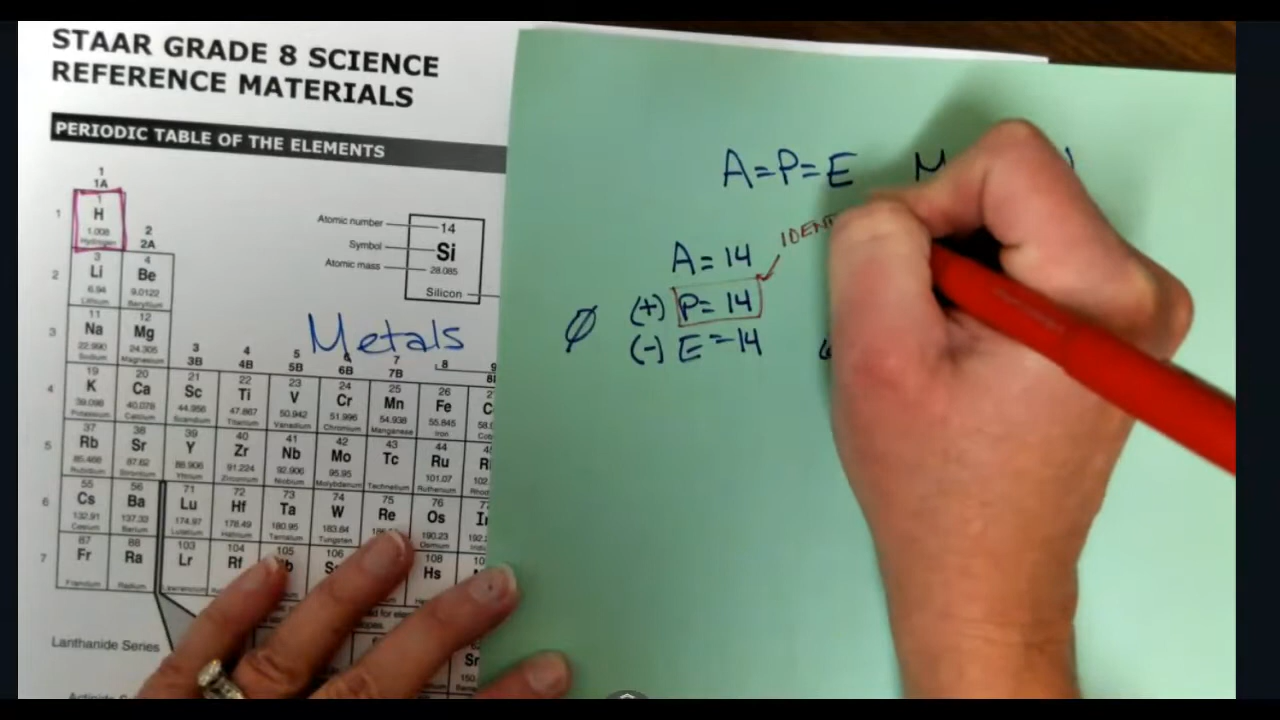 STAAR GRADE 8 SCIENCE
REFERENCE MATERIALS
PERIODIC TABLE OF THE ELEMENTS
1
1A
1 H 1.008 Hydrogen
2
2A
Atomic number 14
Symbol Si
Atomic mass 28.085
Silicon
A=P=E M
A = 14
(+) P= 14
∅
(-) E = 14
Metals
1
2
3 Li 6.94 Lithium
4 Be 9.0122 Beryllium
3
11 Na 22.990 Sodium
12 Mg 24.305 Magnesium
3 4 5 6 7 8
3B 4B 5B 6B 7B
4
19 K 39.098 Potassium
20 Ca 40.078 Calcium
21 Sc 44.956 Scandium
22 Ti 47.867 Titanium
23 V 50.942 Vanadium
24 Cr 51.996 Chromium
25 Mn 54.938 Manganese
26 Fe 55.845 Iron
5
37 Rb 85.468 Rubidium
38 Sr 87.62 Strontium
39 Y 88.906 Yttrium
40 Zr 91.224 Zirconium
41 Nb 92.906 Niobium
42 Mo 95.95 Molybdenum
43 Tc Technetium
44 Ru 101.07 Ruthenium
6
55 Cs 132.91 Cesium
56 Ba 137.33 Barium
71 Lu 174.97 Lutetium
72 Hf 178.49 Hafnium
73 Ta 180.95 Tantalum
74 W 183.84 Tungsten
75 Re
76 Os 190.23 Osmium
7
87 Fr Francium
88 Ra Radium
103 Lr Lawrencium
104 Rf
105
106
108 Hs
Lanthanide Series